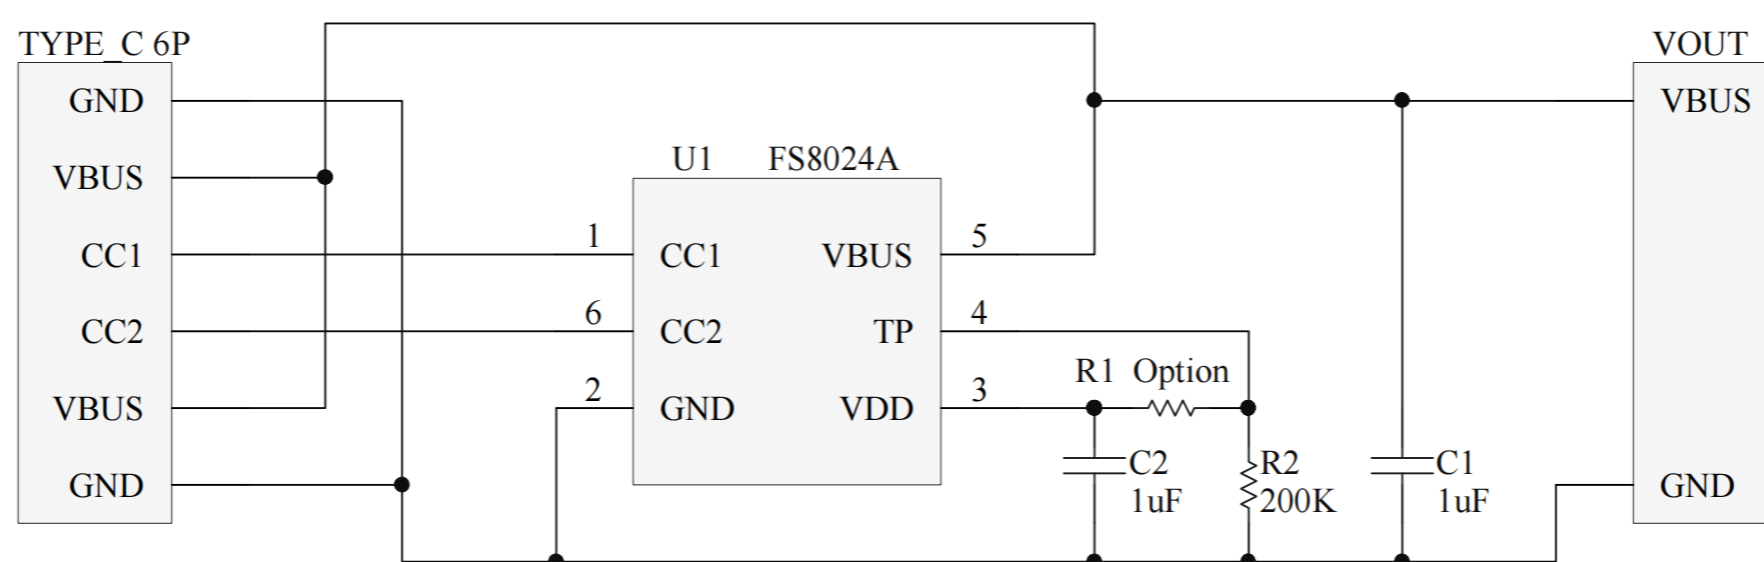 TYPE_C 6P
GND
VBUS
CC1
CC2
VBUS
GND
U1 FS8024A
1 CC1 VBUS 5
6 CC2 TP 4
2 GND VDD 3
R1 Option
C2
1uF
R2
200K
C1
1uF
VOUT
VBUS
GND